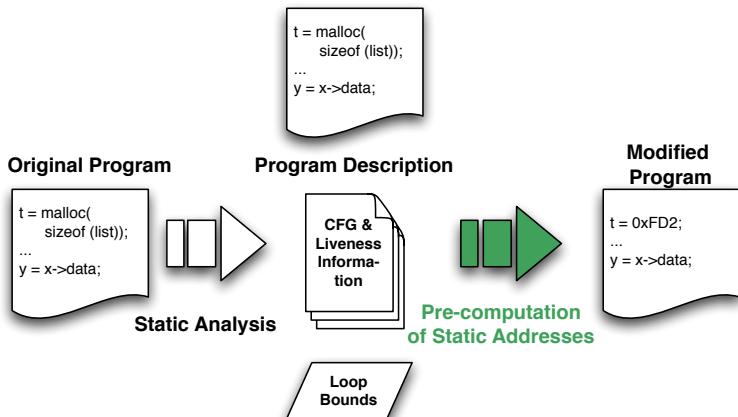 t = malloc(
sizeof (list));
...
y = x->data;
Original Program
Program Description
Modified
Program
t = malloc(
sizeof (list));
...
y = x->data;
CFG &
Liveness
Informa-
tion
t = 0xFD2;
...
y = x->data;
Static Analysis
Pre-computation
of Static Addresses
Loop
Bounds